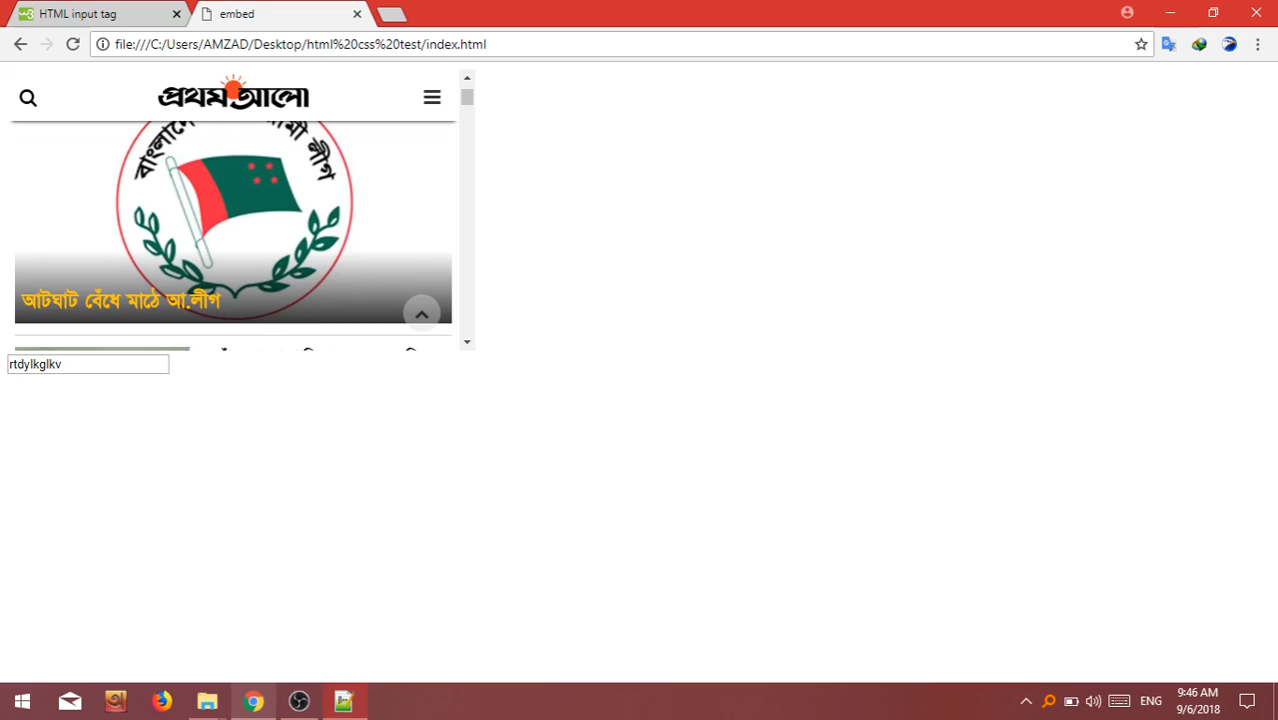 HTML input tag
embed
file:///C:/Users/AMZAD/Desktop/html%20css%20test/index.html
প্রথম আলো
আটঘাট বেঁধে মাঠে আ.লীগ
rtdylkglkv
ENG
9:46 AM
9/6/2018